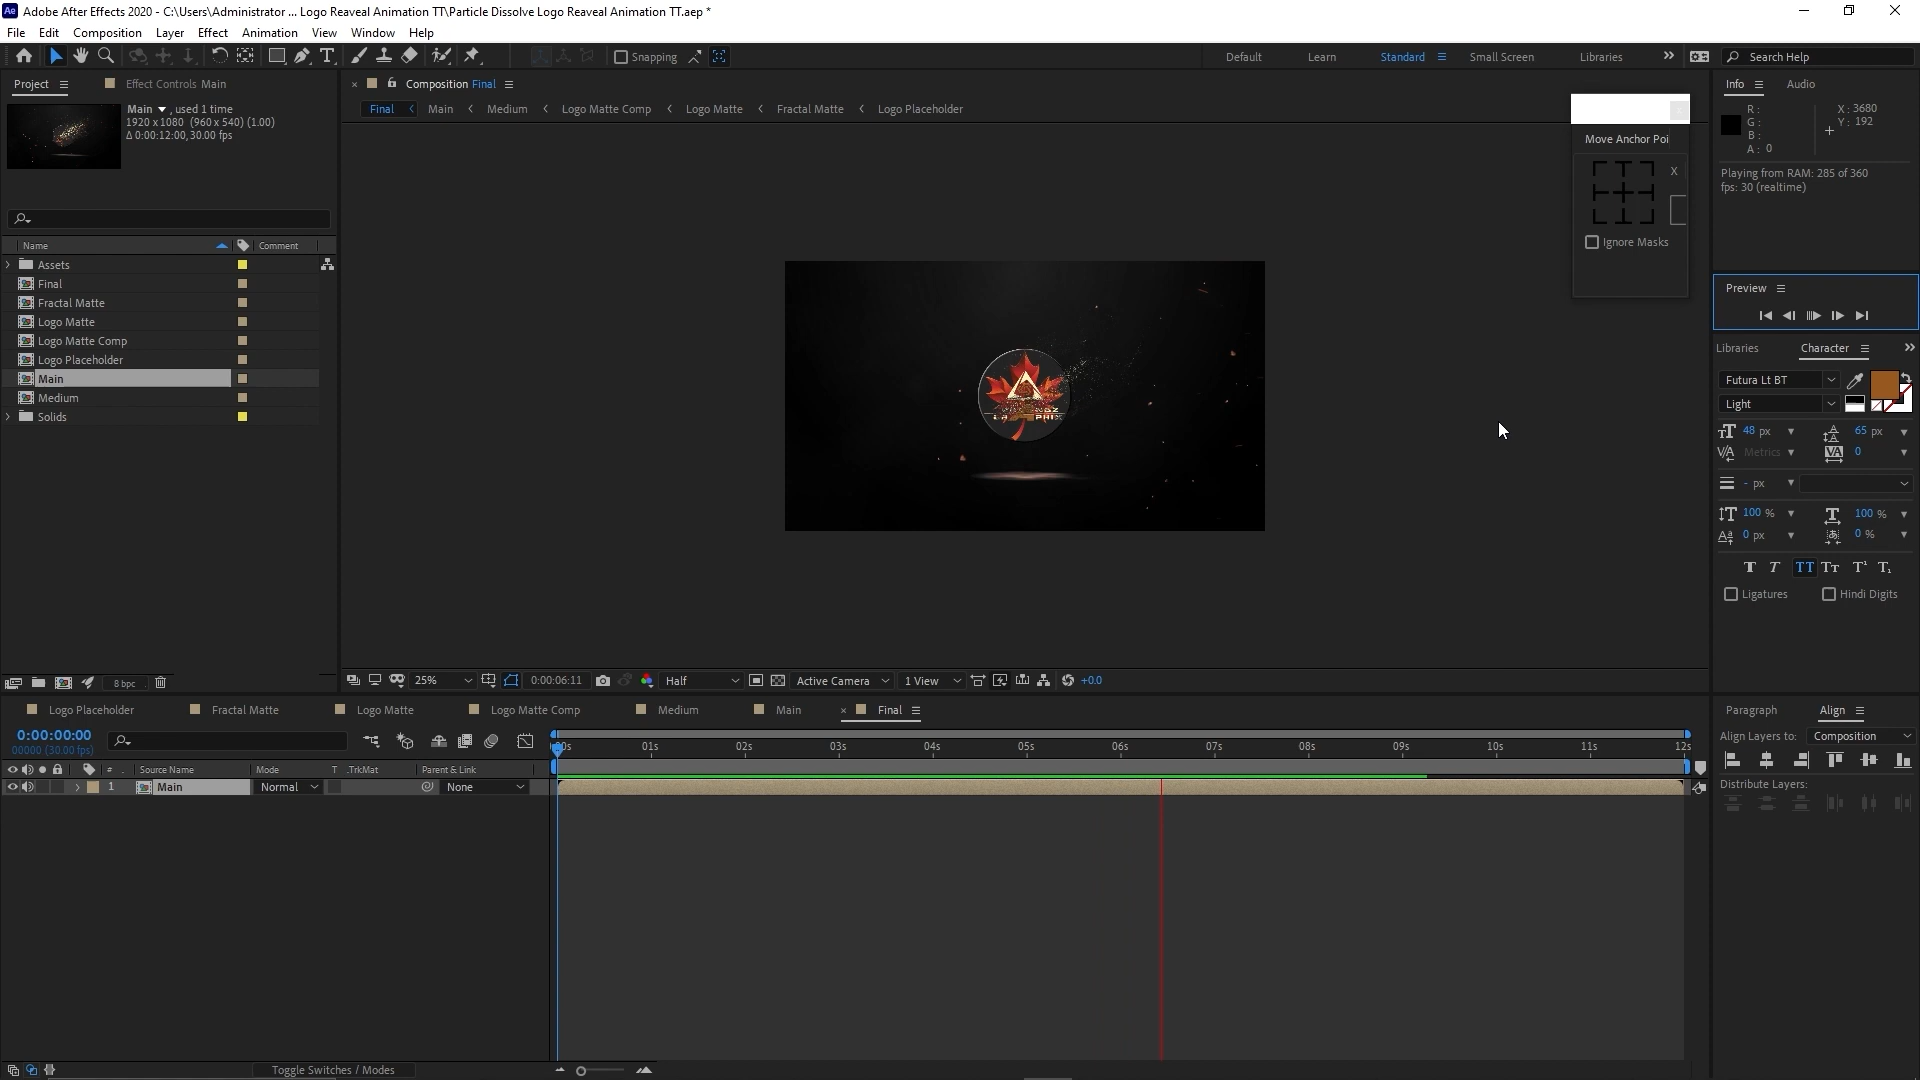 Adobe After Effects 2020 - C:\Users\Administrator ... Logo Reaveal Animation TT\Particle Dissolve Logo Reaveal Animation TT.aep *
File Edit Composition Layer Effect Animation View Window Help
Snapping
Default Learn Standard Small Screen Libraries Search Help
Project Effect Controls Main
Main , used 1 time
1920 x 1080 (960 x 540) (1.00)
Δ 0:00:12:00, 30.00 fps
Name Comment
Assets
Final
Fractal Matte
Logo Matte
Logo Matte Comp
Logo Placeholder
Main
Medium
Solids
8 bpc
Composition Final
Final Main Medium Logo Matte Comp Logo Matte Fractal Matte Logo Placeholder
Move Anchor Poi
X
Ignore Masks
25% 0:00:06:11 Half Active Camera 1 View +0.0
Info Audio
R :
G :
B :
A : 0
X : 3680
Y : 192
Playing from RAM: 285 of 360
fps: 30 (realtime)
Preview
Libraries Character
Futura Lt BT
Light
48 px 65 px
Metrics 0
- px
100 % 100 %
0 px 0 %
Ligatures Hindi Digits
Paragraph Align
Align Layers to: Composition
Distribute Layers:
Logo Placeholder Fractal Matte Logo Matte Logo Matte Comp Medium Main Final
0:00:00:00
00000 (30.00 fps)
00s 01s 02s 03s 04s 05s 06s 07s 08s 09s 10s 11s 12s
# Source Name Mode T .TrkMat Parent & Link
1 Main Normal None
Toggle Switches / Modes